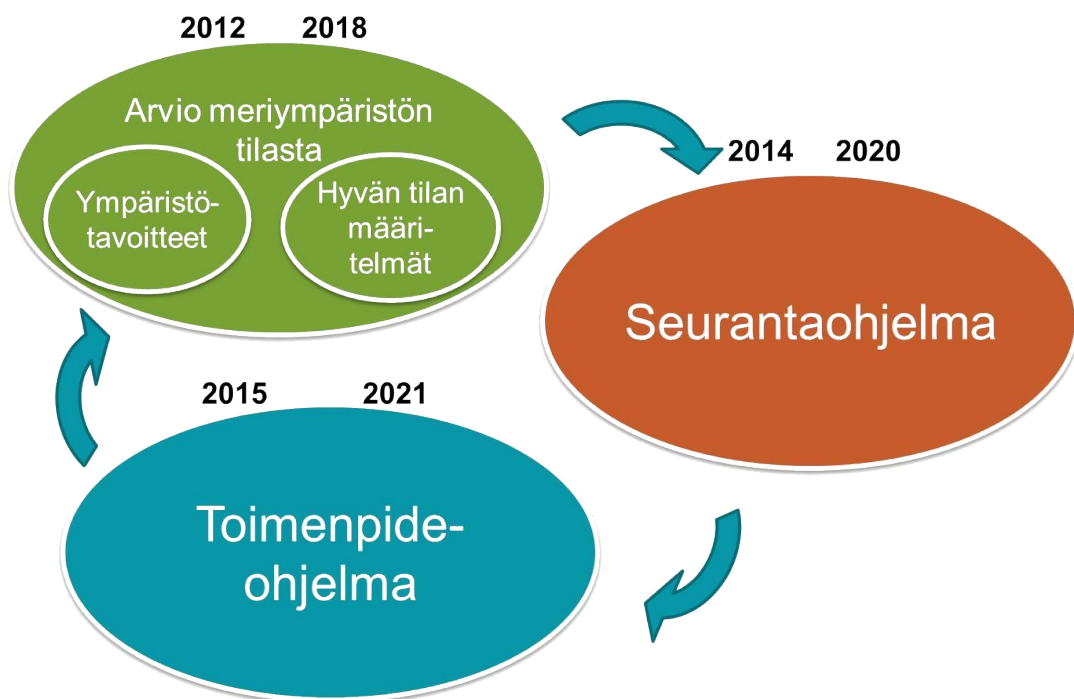 2012 2018
Arvio meriympäristön
tilasta
Ympäristö-
tavoitteet
Hyvän tilan
määri-
telmät
2014 2020
Seurantaohjelma
2015 2021
Toimenpide-
ohjelma